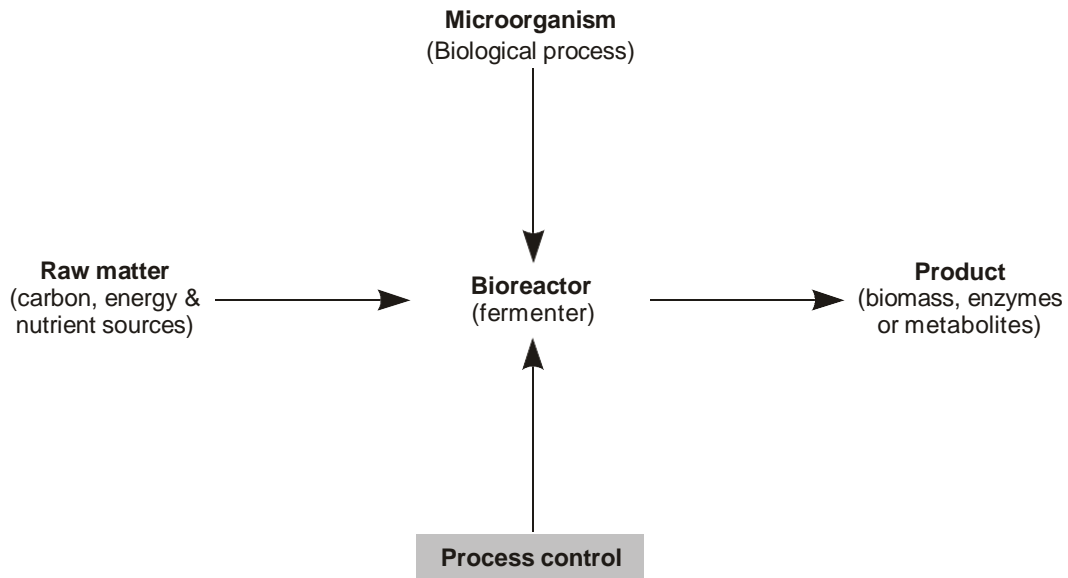 Microorganism
(Biological process)
Raw matter
(carbon, energy &
nutrient sources)
Bioreactor
(fermenter)
Product
(biomass, enzymes
or metabolites)
Process control